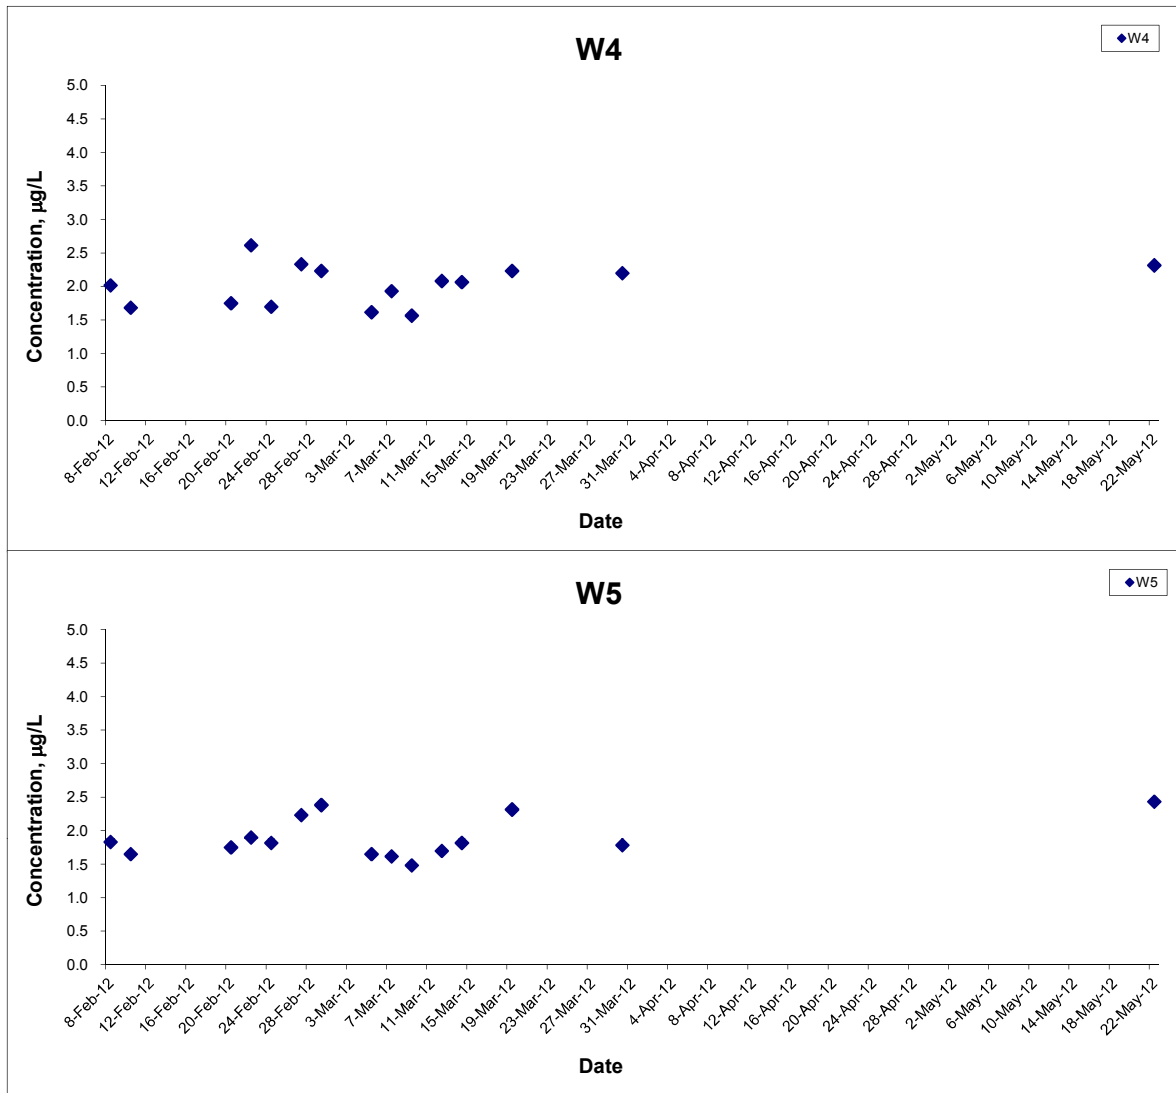 W4
W4
5.0
4.5
4.0
3.5
3.0
2.5
2.0
1.5
1.0
0.5
0.0
Concentration, µg/L
8-Feb-12
12-Feb-12
16-Feb-12
20-Feb-12
24-Feb-12
28-Feb-12
3-Mar-12
7-Mar-12
11-Mar-12
15-Mar-12
19-Mar-12
23-Mar-12
27-Mar-12
31-Mar-12
4-Apr-12
8-Apr-12
12-Apr-12
16-Apr-12
20-Apr-12
24-Apr-12
28-Apr-12
2-May-12
6-May-12
10-May-12
14-May-12
18-May-12
22-May-12
Date
W5
W5
5.0
4.5
4.0
3.5
3.0
2.5
2.0
1.5
1.0
0.5
0.0
Concentration, µg/L
8-Feb-12
12-Feb-12
16-Feb-12
20-Feb-12
24-Feb-12
28-Feb-12
3-Mar-12
7-Mar-12
11-Mar-12
15-Mar-12
19-Mar-12
23-Mar-12
27-Mar-12
31-Mar-12
4-Apr-12
8-Apr-12
12-Apr-12
16-Apr-12
20-Apr-12
24-Apr-12
28-Apr-12
2-May-12
6-May-12
10-May-12
14-May-12
18-May-12
22-May-12
Date